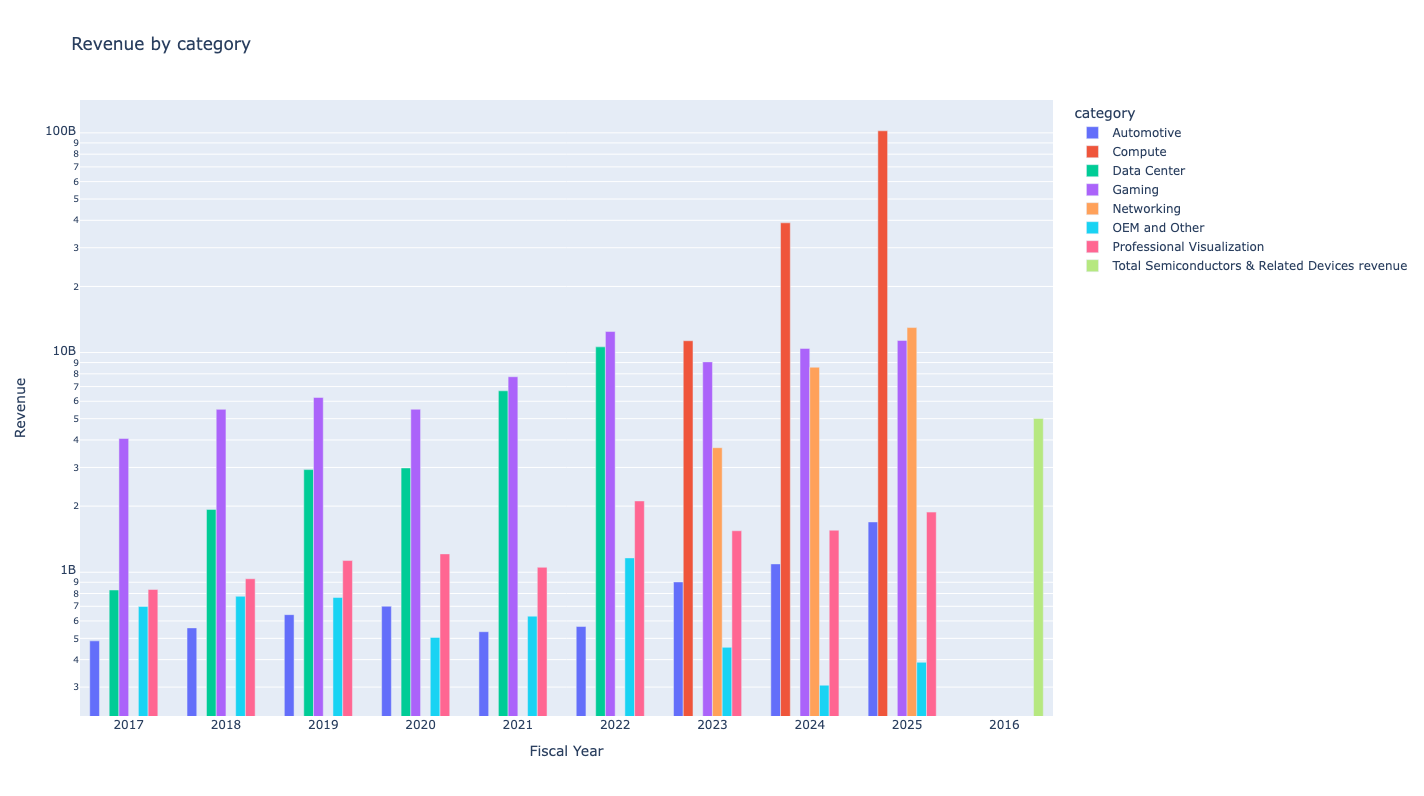 Revenue by category
category
Automotive
Compute
Data Center
Gaming
Networking
OEM and Other
Professional Visualization
Total Semiconductors & Related Devices revenue
Revenue
100B
9
8
7
6
5
4
3
2
10B
9
8
7
6
5
4
3
2
1B
9
8
7
6
5
4
3
2017 2018 2019 2020 2021 2022 2023 2024 2025 2016
Fiscal Year